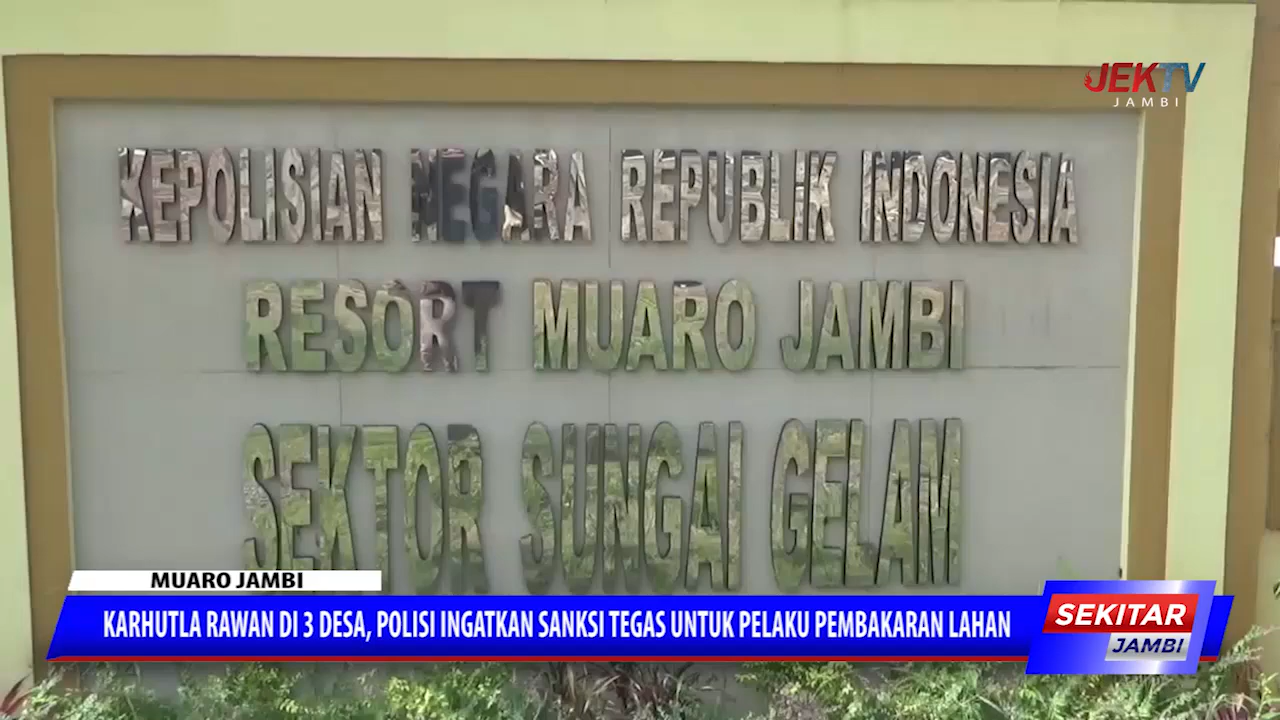 JEKTV
JAMBI
KEPOLISIAN NEGARA REPUBLIK INDONESIA
RESORT MUARO JAMBI
SEKTOR SUNGAI GELAM
MUARO JAMBI
KARHUTLA RAWAN DI 3 DESA, POLISI INGATKAN SANKSI TEGAS UNTUK PELAKU PEMBAKARAN LAHAN
SEKITAR
JAMBI